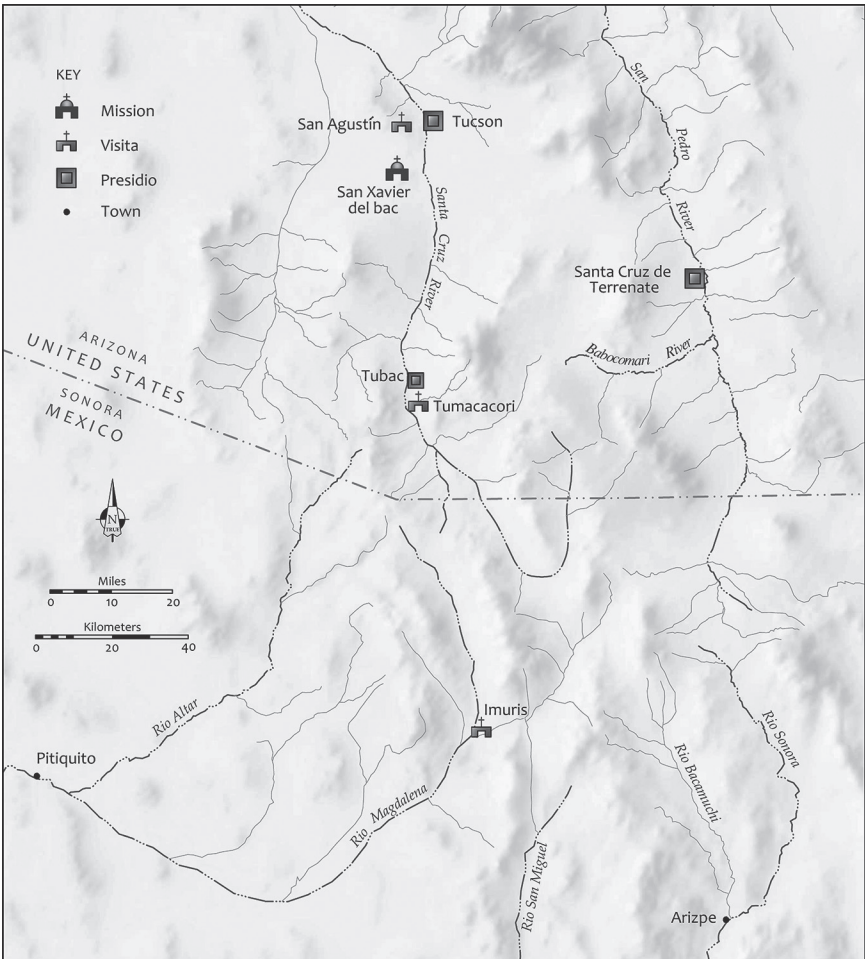 KEY
Mission
Visita
Presidio
Town
San Agustín
Tucson
San Xavier
del bac
Santa Cruz River
San Pedro River
Santa Cruz de
Terrenate
Babocomari River
Tubac
Tumacacori
ARIZONA
UNITED STATES
SONORA
MEXICO
N
TRUE
Miles
0 10 20
Kilometers
0 20 40
Rio Altar
Pitiquito
Imuris
Rio Magdalena
Rio San Miguel
Rio Bacamuchi
Rio Sonora
Arizpe